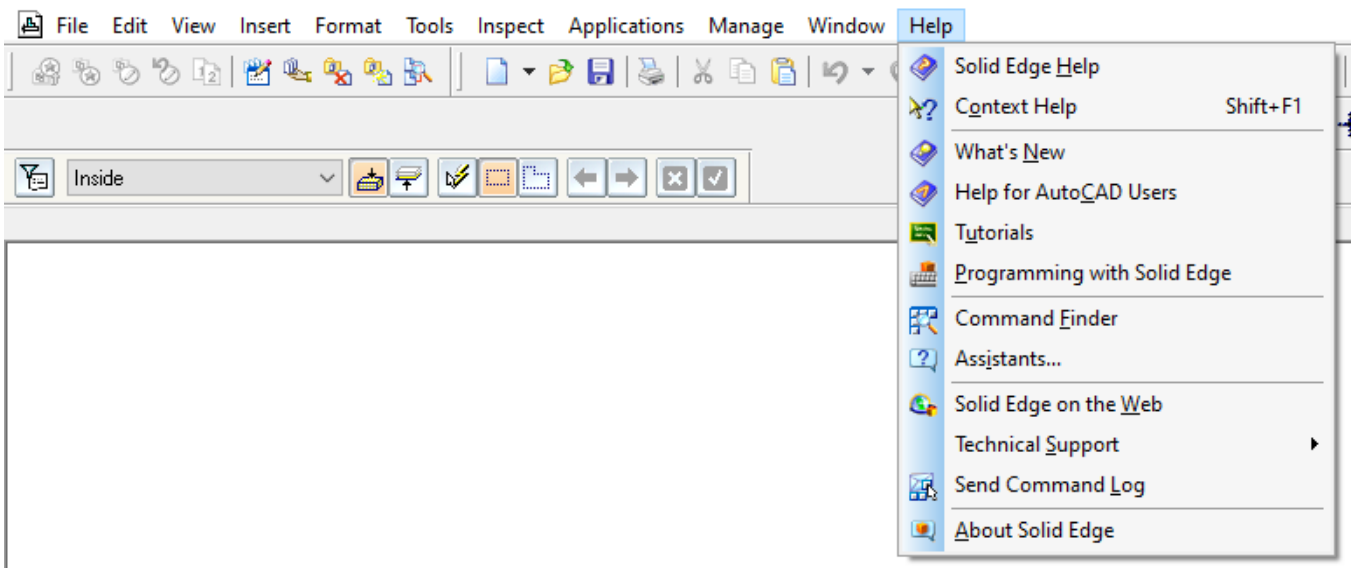 File Edit View Insert Format Tools Inspect Applications Manage Window Help
Solid Edge Help
Context Help Shift+F1
What's New
Help for AutoCAD Users
Tutorials
Programming with Solid Edge
Command Finder
Assistants...
Solid Edge on the Web
Technical Support
Send Command Log
About Solid Edge
Inside